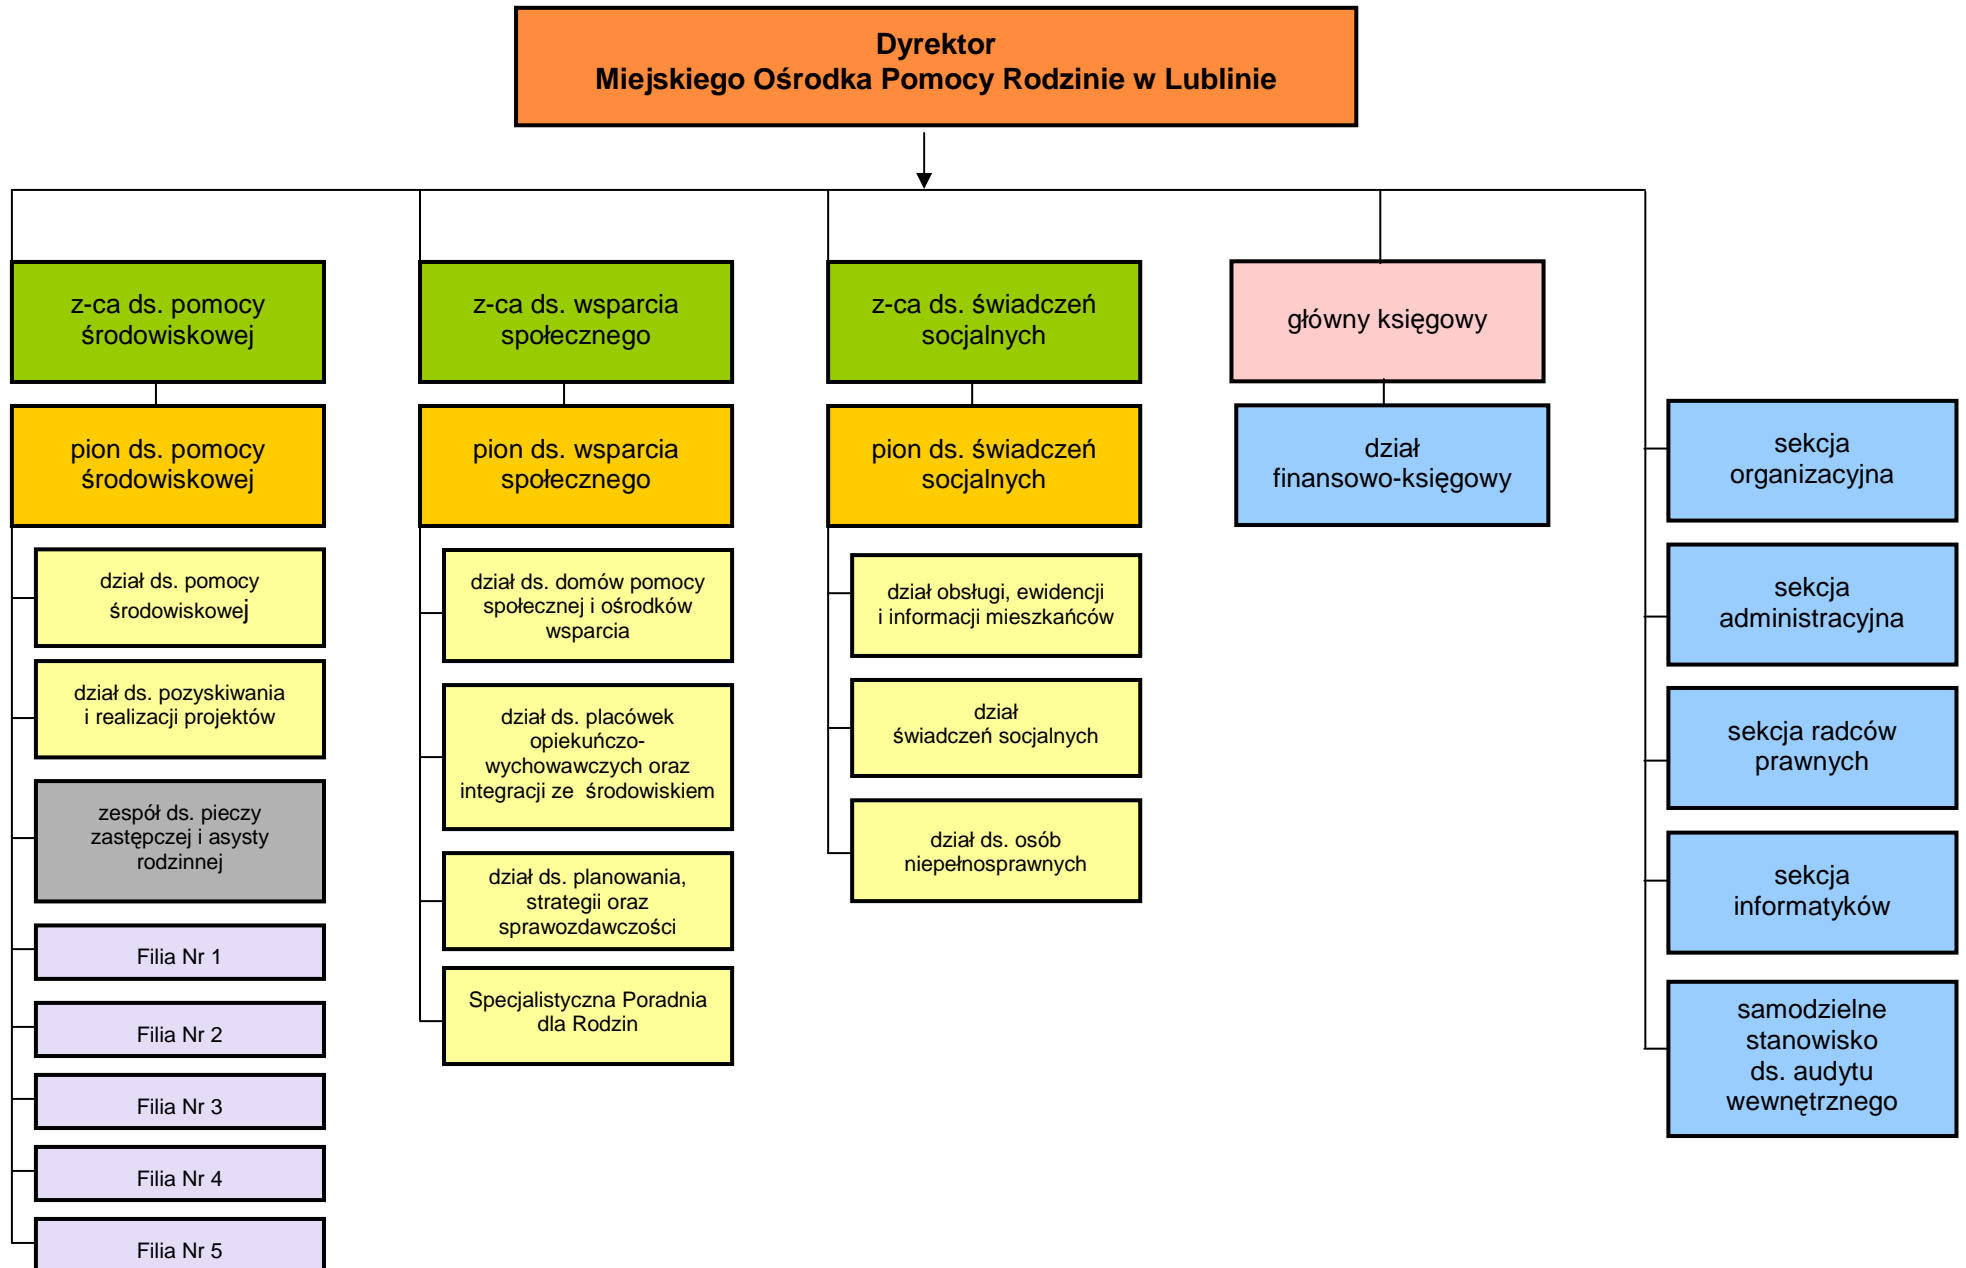 Dyrektor
Miejskiego Ośrodka Pomocy Rodzinie w Lublinie
z-ca ds. pomocy
środowiskowej
z-ca ds. wsparcia
społecznego
z-ca ds. świadczeń
socjalnych
główny księgowy
pion ds. pomocy
środowiskowej
pion ds. wsparcia
społecznego
pion ds. świadczeń
socjalnych
dział
finansowo-księgowy
dział ds. pomocy
środowiskowej
dział ds. pozyskiwania
i realizacji projektów
zespół ds. pieczy
zastępczej i asysty
rodzinnej
Filia Nr 1
Filia Nr 2
Filia Nr 3
Filia Nr 4
Filia Nr 5
dział ds. domów pomocy
społecznej i ośrodków
wsparcia
dział ds. placówek
opiekuńczo-
wychowawczych oraz
integracji ze środowiskiem
dział ds. planowania,
strategii oraz
sprawozdawczości
Specjalistyczna Poradnia
dla Rodzin
dział obsługi, ewidencji
i informacji mieszkańców
dział
świadczeń socjalnych
dział ds. osób
niepełnosprawnych
sekcja
organizacyjna
sekcja
administracyjna
sekcja radców
prawnych
sekcja
informatyków
samodzielne
stanowisko
ds. audytu
wewnętrznego